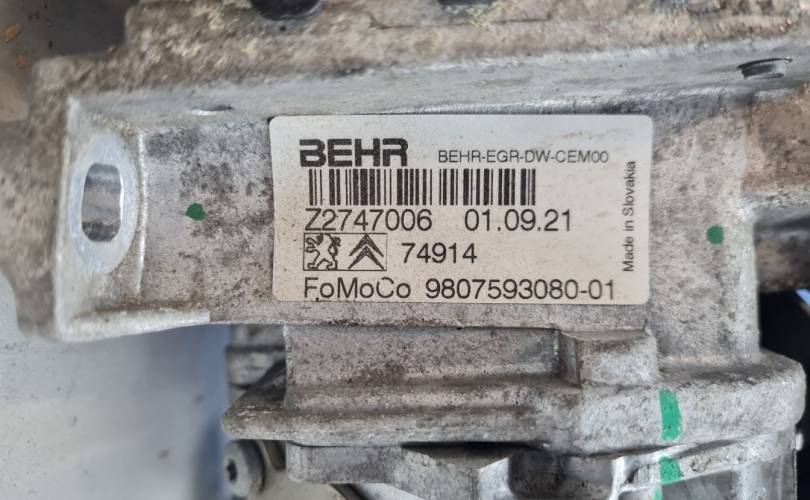 BEHR BEHR-EGR-DW-CEM00
Z2747006 01.09.21
74914
FoMoCo 9807593080-01
Made in Slovakia